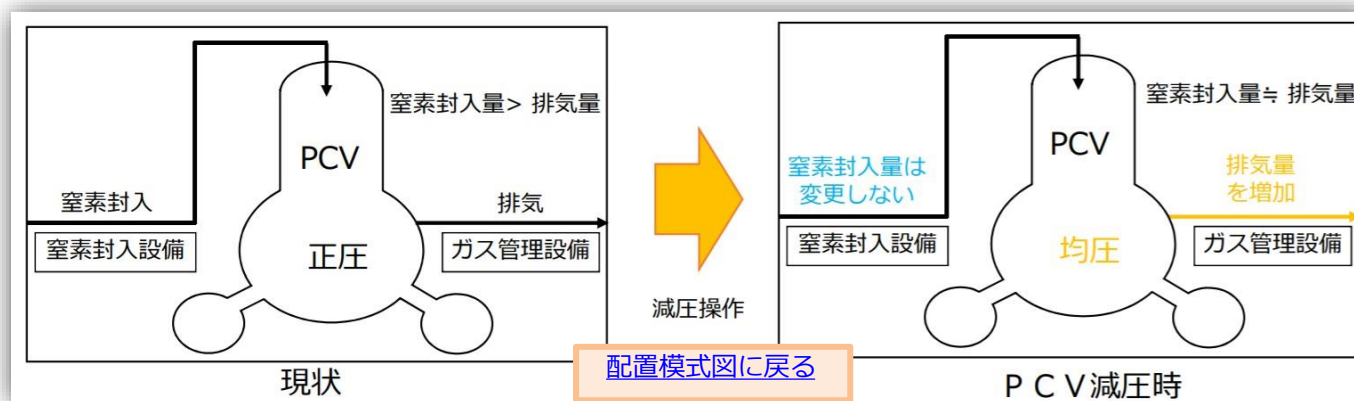 窒素封入量> 排気量
PCV
窒素封入
排気
窒素封入設備
正圧
ガス管理設備
現状
減圧操作
配置模式図に戻る
窒素封入量≒ 排気量
PCV
窒素封入量は
変更しない
排気量
を増加
窒素封入設備
均圧
ガス管理設備
ＰＣＶ減圧時